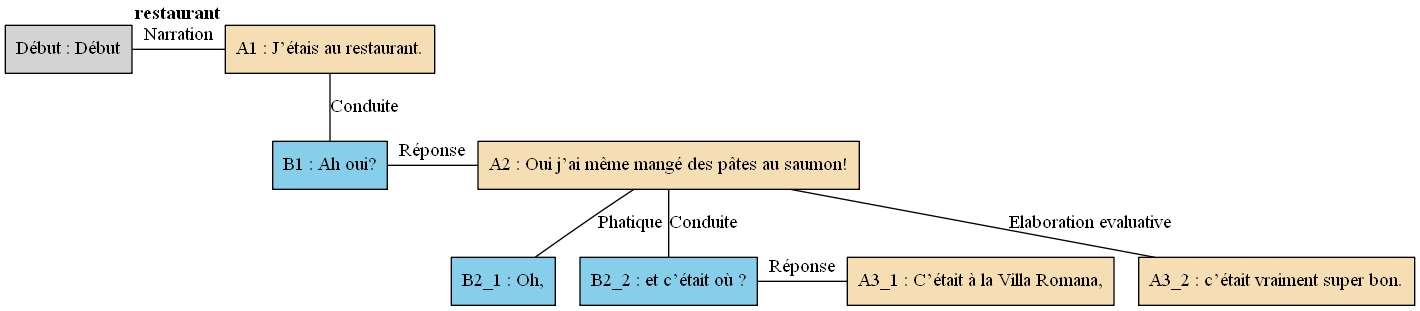 restaurant
Narration
Début : Début
A1 : J’étais au restaurant.
Conduite
B1 : Ah oui?
Réponse
A2 : Oui j’ai même mangé des pâtes au saumon!
Phatique
Conduite
Elaboration evaluative
B2_1 : Oh,
B2_2 : et c’était où ?
Réponse
A3_1 : C’était à la Villa Romana,
A3_2 : c’était vraiment super bon.